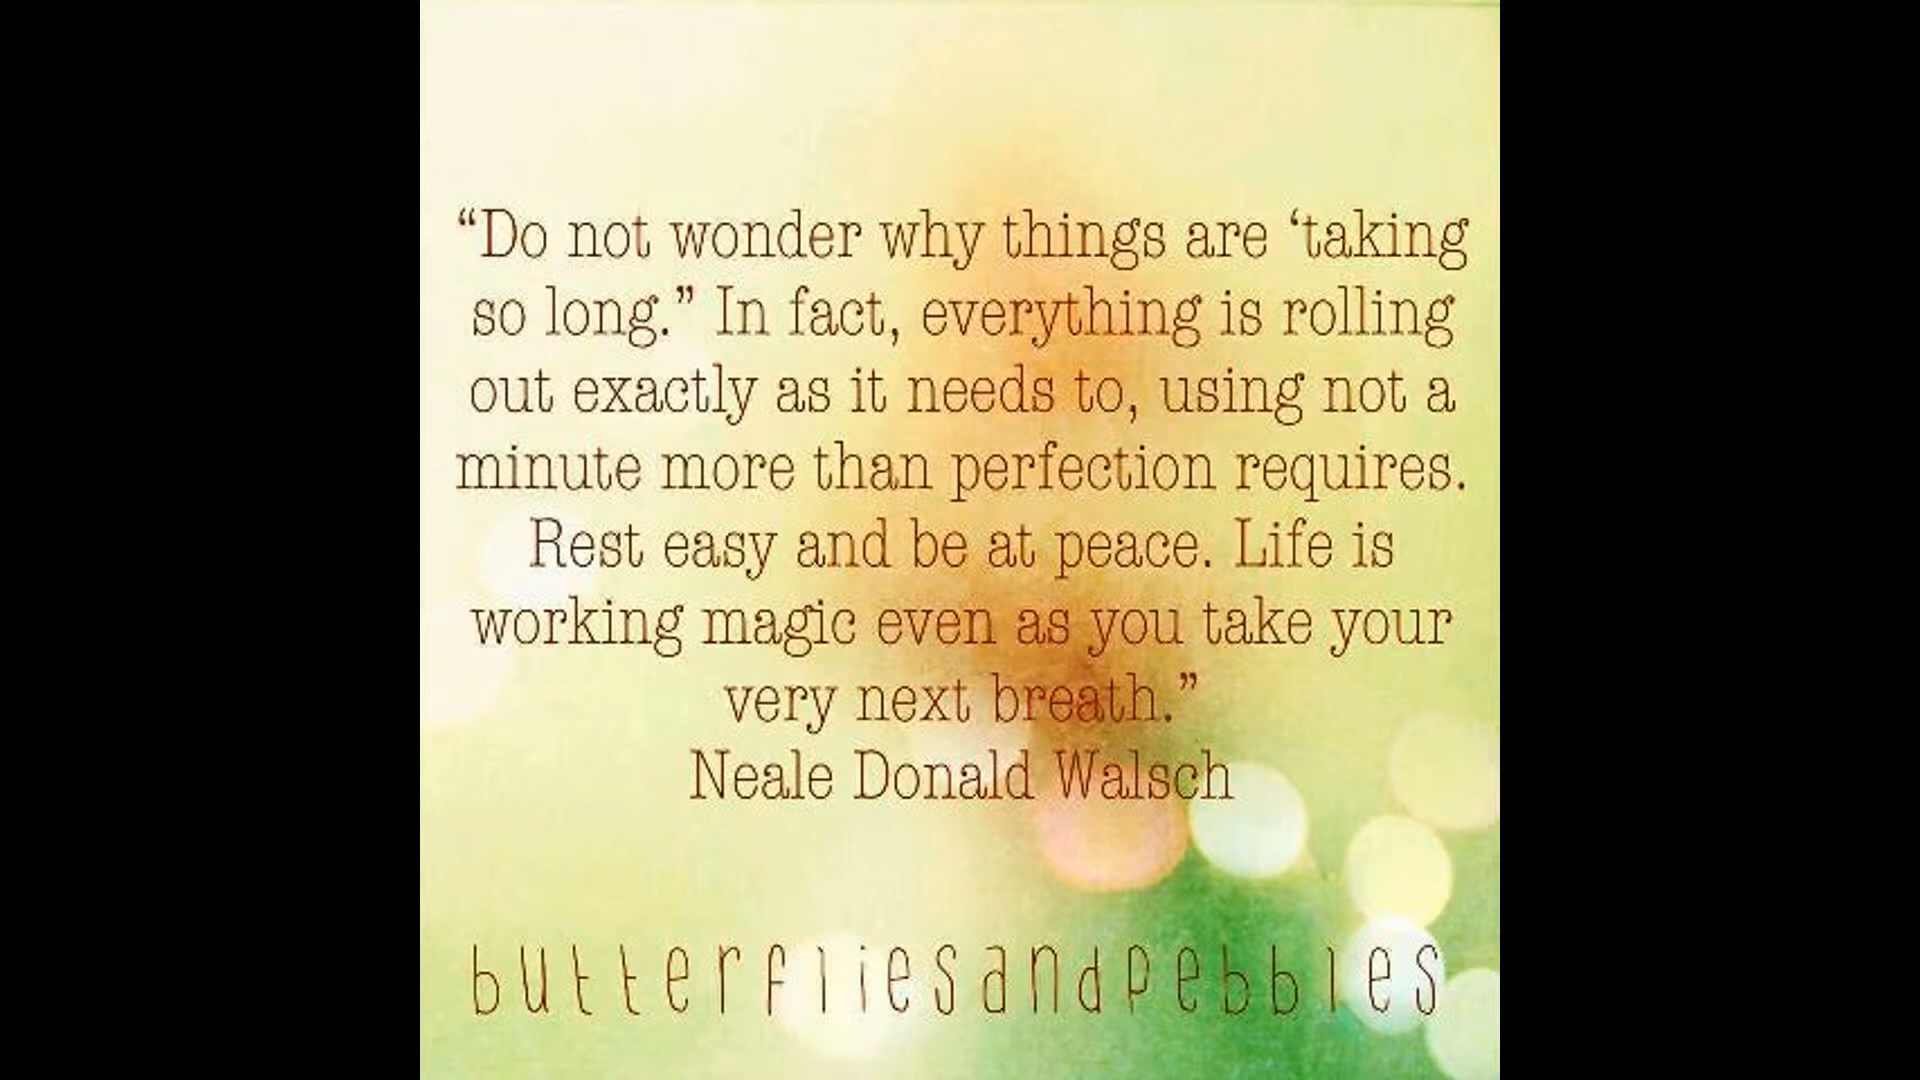 “Do not wonder why things are ‘taking
so long.” In fact, everything is rolling
out exactly as it needs to, using not a
minute more than perfection requires.
Rest easy and be at peace. Life is
working magic even as you take your
very next breath.”
Neale Donald Walsch
butterfliesandpebbles